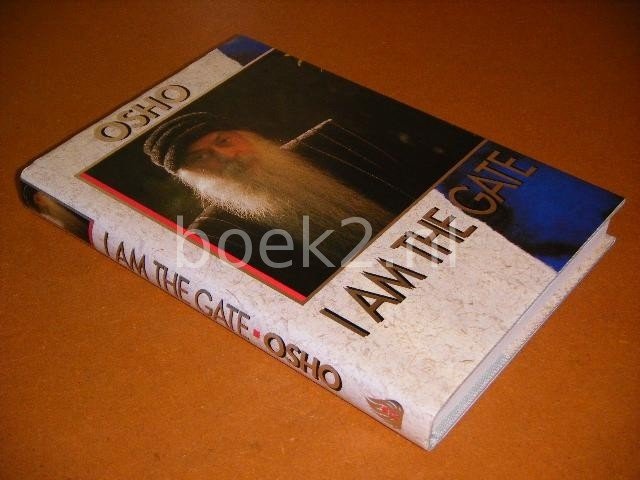 OSHO
I AM THE GATE
I AM THE GATE ▪ OSHO
boek2.nl